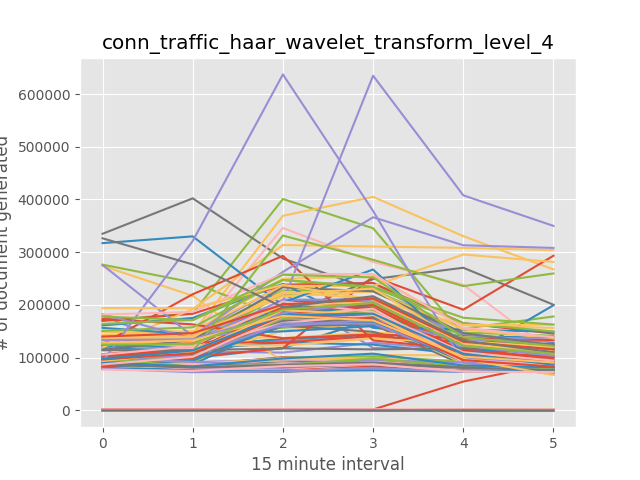 conn_traffic_haar_wavelet_transform_level_4
# of document generated
600000
500000
400000
300000
200000
100000
0
0 1 2 3 4 5
15 minute interval